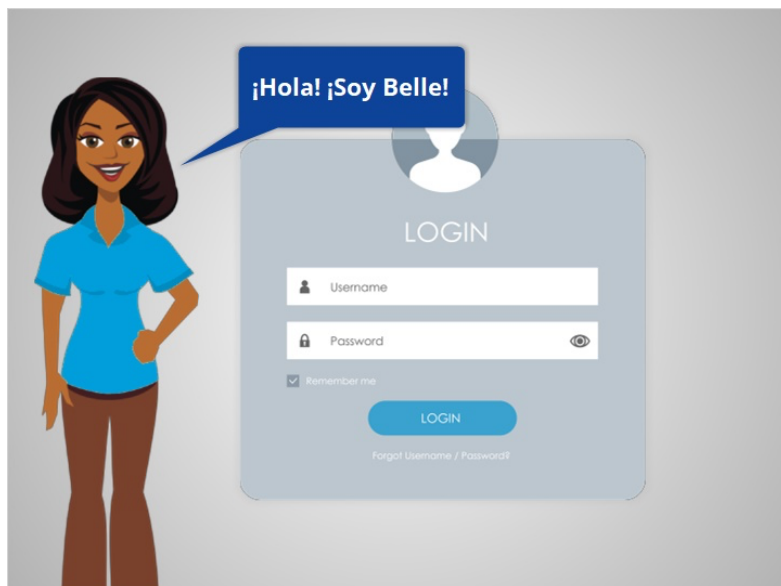 ¡Hola! ¡Soy Belle!
LOGIN
Username
Password
Remember me
LOGIN
Forgot Username / Password?